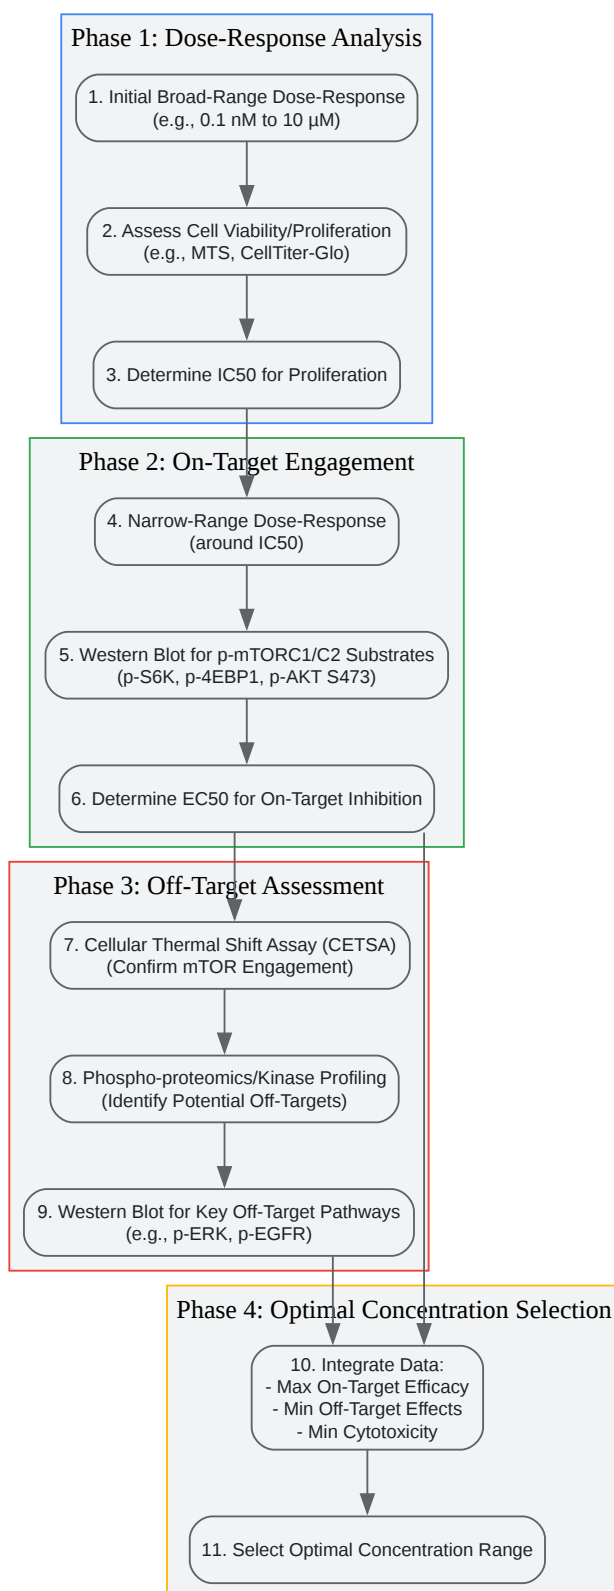 Phase 1: Dose-Response Analysis
1. Initial Broad-Range Dose-Response
(e.g., 0.1 nM to 10 µM)
2. Assess Cell Viability/Proliferation
(e.g., MTS, CellTiter-Glo)
3. Determine IC50 for Proliferation
Phase 2: On-Target Engagement
4. Narrow-Range Dose-Response
(around IC50)
5. Western Blot for p-mTORC1/C2 Substrates
(p-S6K, p-4EBP1, p-AKT S473)
6. Determine EC50 for On-Target Inhibition
Phase 3: Off-Target Assessment
7. Cellular Thermal Shift Assay (CETSA)
(Confirm mTOR Engagement)
8. Phospho-proteomics/Kinase Profiling
(Identify Potential Off-Targets)
9. Western Blot for Key Off-Target Pathways
(e.g., p-ERK, p-EGFR)
Phase 4: Optimal Concentration Selection
10. Integrate Data:
- Max On-Target Efficacy
- Min Off-Target Effects
- Min Cytotoxicity
11. Select Optimal Concentration Range